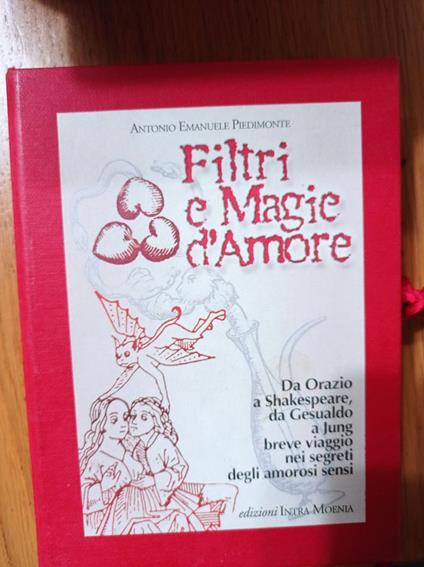 Antonio Emanuele Piedimonte
Filtri
e Magie
d'Amore
Da Orazio
a Shakespeare,
da Gesualdo
a Jung
breve viaggio
nei segreti
degli amorosi sensi
edizioni Intra Moenia